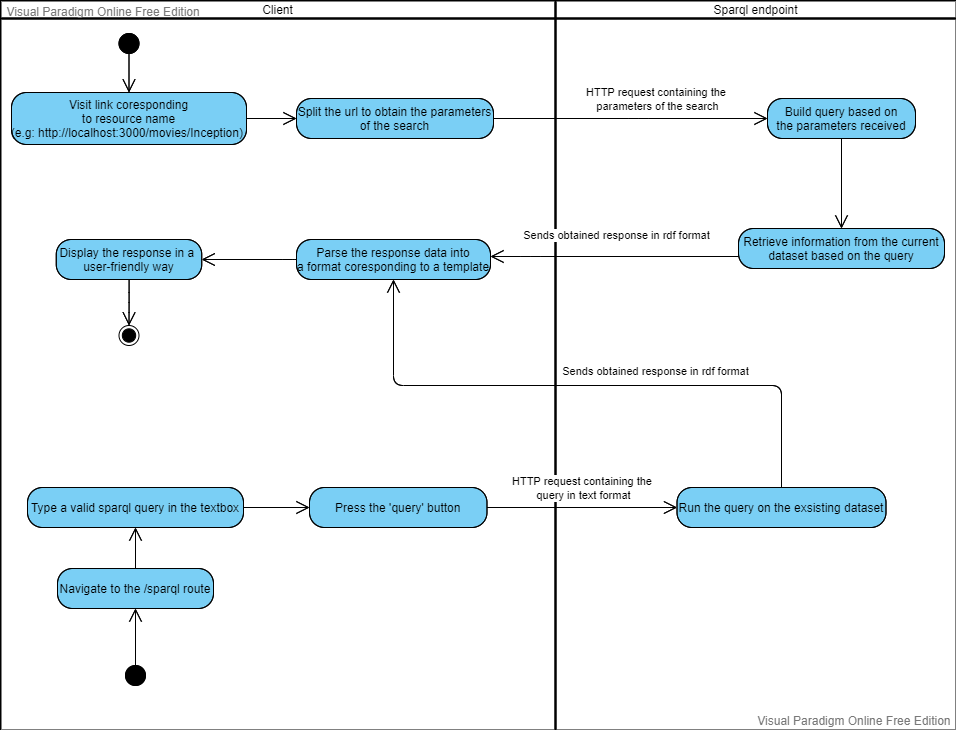 Visual Paradigm Online Free Edition
Client
Sparql endpoint
Visit link coresponding
to resource name
(e.g: http://localhost:3000/movies/Inception)
Split the url to obtain the parameters
of the search
HTTP request containing the
parameters of the search
Build query based on
the parameters received
Display the response in a
user-friendly way
Parse the response data into
a format coresponding to a template
Sends obtained response in rdf format
Retrieve information from the current
dataset based on the query
Sends obtained response in rdf format
Type a valid sparql query in the textbox
Press the 'query' button
HTTP request containing the
query in text format
Run the query on the exsisting dataset
Navigate to the /sparql route
Visual Paradigm Online Free Edition